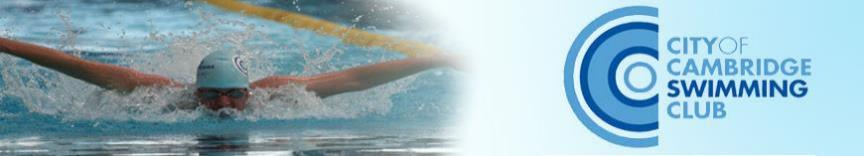 CITY OF
CAMBRIDGE
SWIMMING
CLUB